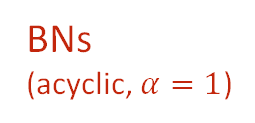 BNs
(acyclic, α = 1)